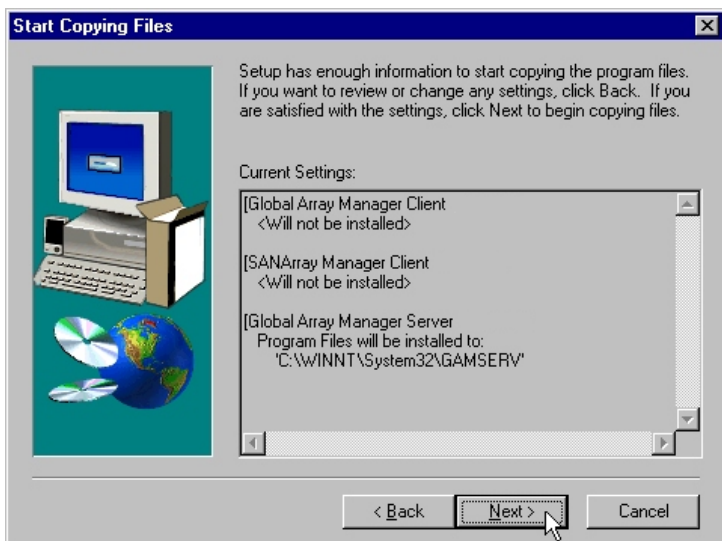 Start Copying Files
Setup has enough information to start copying the program files.
If you want to review or change any settings, click Back. If you
are satisfied with the settings, click Next to begin copying files.
Current Settings:
[Global Array Manager Client
<Will not be installed>
[SANArray Manager Client
<Will not be installed>
[Global Array Manager Server
Program Files will be installed to:
'C:\WINNT\System32\GAMSERV'
< Back
Next >
Cancel